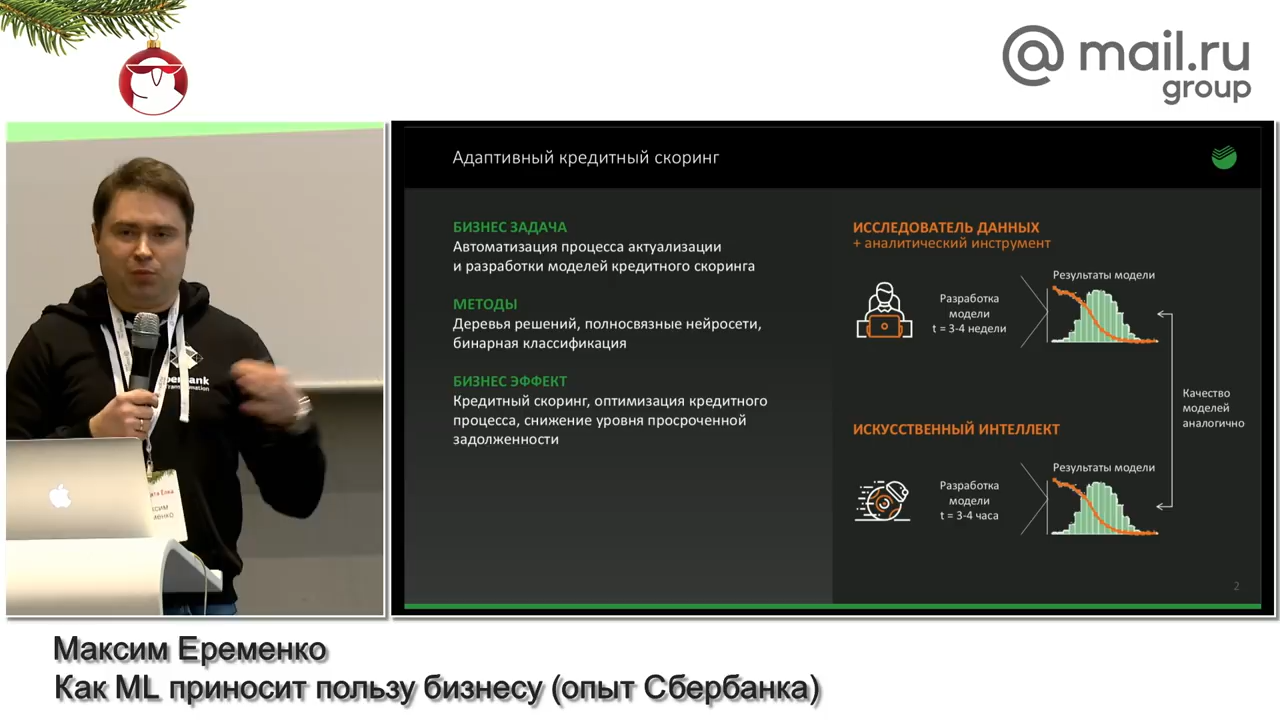 @ mail.ru
group
Адаптивный кредитный скоринг
БИЗНЕС ЗАДАЧА
Автоматизация процесса актуализации
и разработки моделей кредитного скоринга
МЕТОДЫ
Деревья решений, полносвязные нейросети,
бинарная классификация
БИЗНЕС ЭФФЕКТ
Кредитный скоринг, оптимизация кредитного
процесса, снижение уровня просроченной
задолженности
ИССЛЕДОВАТЕЛЬ ДАННЫХ
+ аналитический инструмент
Разработка
модели
t = 3-4 недели
Результаты модели
Качество
моделей
аналогично
ИСКУССТВЕННЫЙ ИНТЕЛЛЕКТ
Разработка
модели
t = 3-4 часа
Результаты модели
2
Максим Еременко
Как ML приносит пользу бизнесу (опыт Сбербанка)